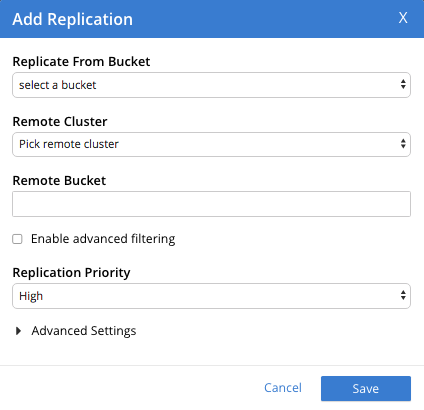 Add Replication X
Replicate From Bucket
select a bucket
Remote Cluster
Pick remote cluster
Remote Bucket
Enable advanced filtering
Replication Priority
High
Advanced Settings
Cancel Save